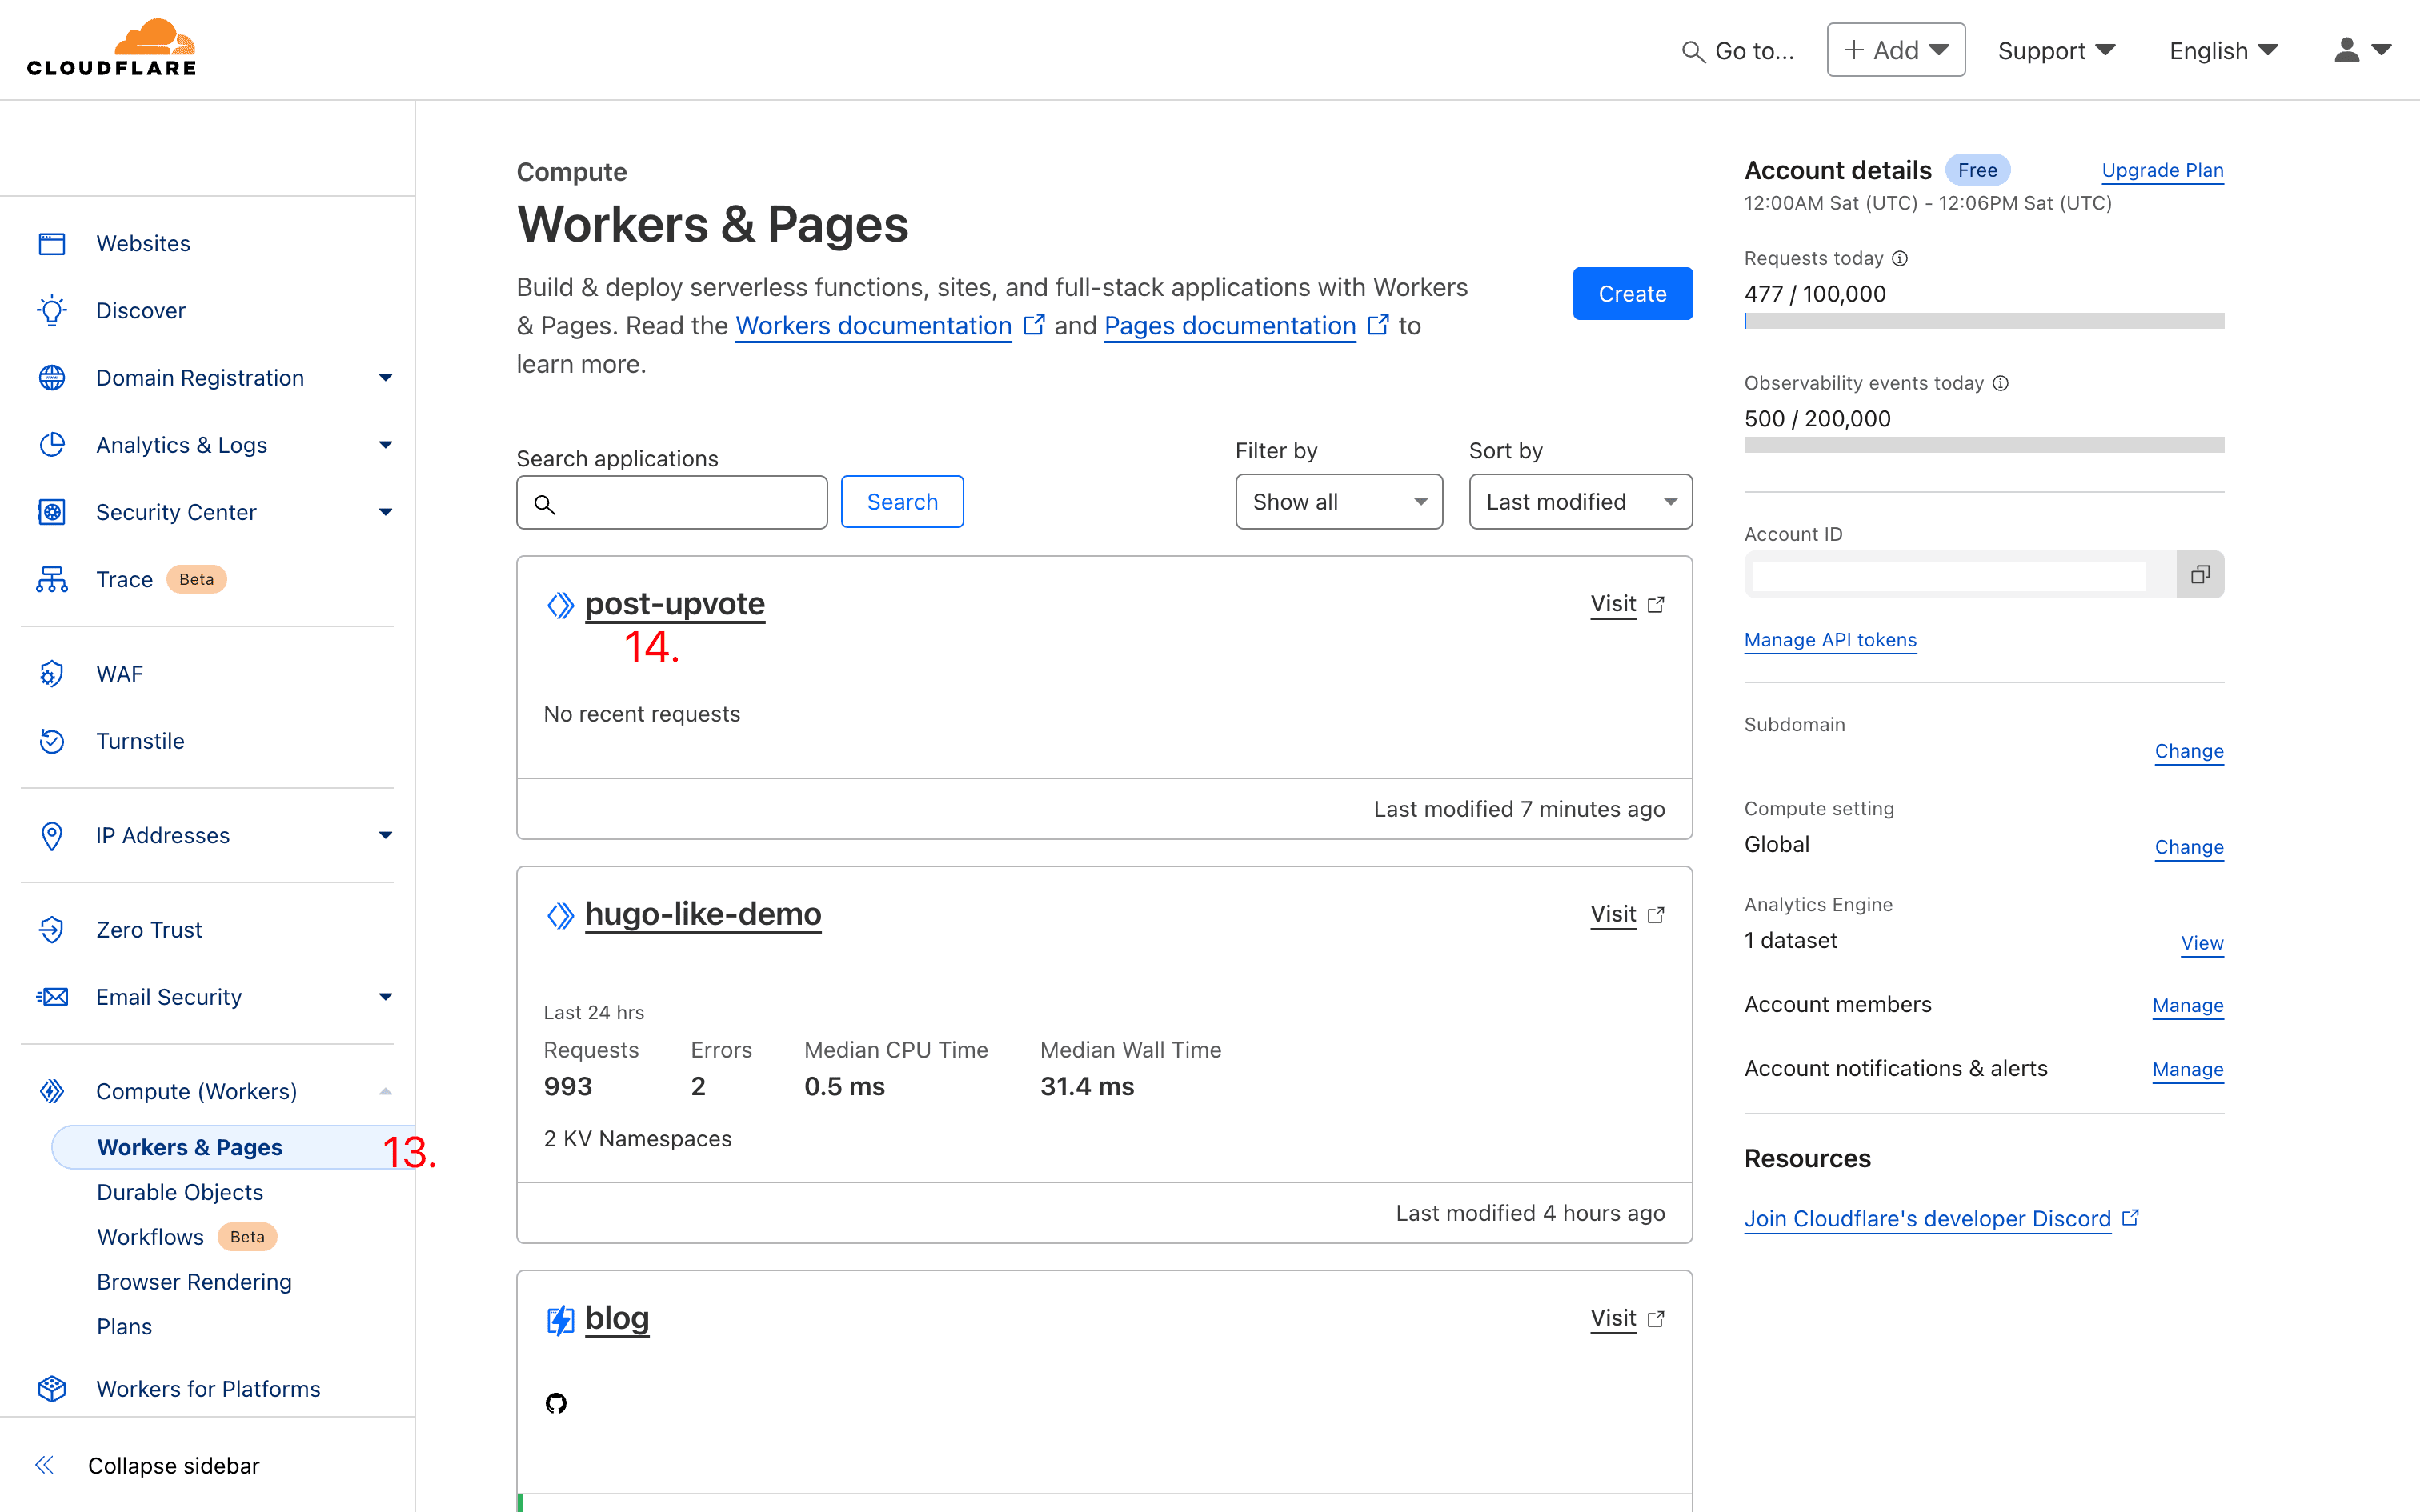 CLOUDFLARE
Go to...
+ Add
Support
English
Websites
Discover
Domain Registration
Analytics & Logs
Security Center
Trace Beta
WAF
Turnstile
IP Addresses
Zero Trust
Email Security
Compute (Workers)
Workers & Pages
13.
Durable Objects
Workflows Beta
Browser Rendering
Plans
Workers for Platforms
Collapse sidebar
Compute
Workers & Pages
Build & deploy serverless functions, sites, and full-stack applications with Workers
& Pages. Read the Workers documentation and Pages documentation to
learn more.
Create
Search applications
Search
Filter by
Show all
Sort by
Last modified
post-upvote
Visit
14.
No recent requests
Last modified 7 minutes ago
hugo-like-demo
Visit
Last 24 hrs
Requests Errors Median CPU Time Median Wall Time
993 2 0.5 ms 31.4 ms
2 KV Namespaces
Last modified 4 hours ago
blog
Visit
Account details Free Upgrade Plan
12:00AM Sat (UTC) - 12:06PM Sat (UTC)
Requests today
477 / 100,000
Observability events today
500 / 200,000
Account ID
Manage API tokens
Subdomain
Change
Compute setting
Global Change
Analytics Engine
1 dataset View
Account members Manage
Account notifications & alerts Manage
Resources
Join Cloudflare's developer Discord